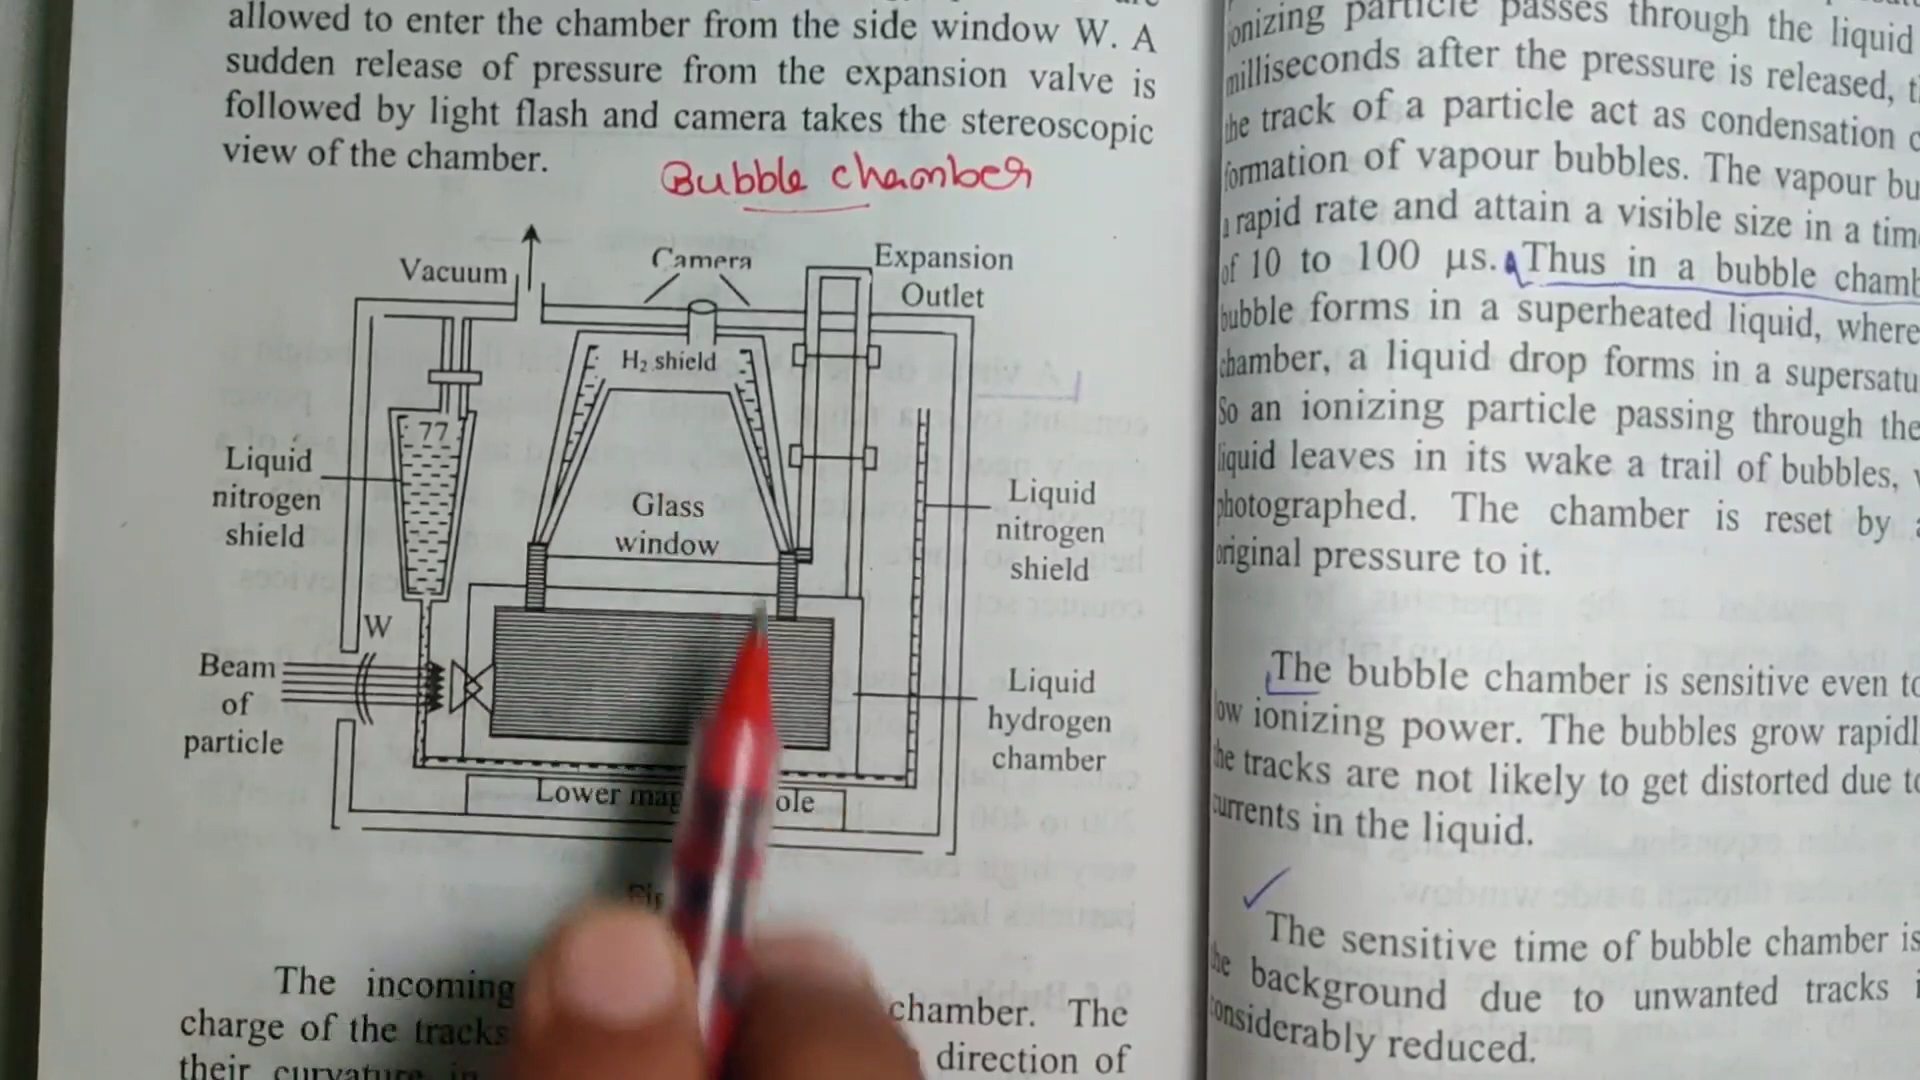 allowed to enter the chamber from the side window W. A
sudden release of pressure from the expansion valve is
followed by light flash and camera takes the stereoscopic
view of the chamber.
Bubble chamber
Vacuum
Camera
Expansion
Outlet
H₂ shield
77
Liquid
nitrogen
shield
Glass
window
Liquid
nitrogen
shield
W
Beam
of
particle
Liquid
hydrogen
chamber
Lower
ole
The incoming
chamber. The
charge of the tracks
direction of
their curvature in
ionizing particle passes through the liquid
milliseconds after the pressure is released,
the track of a particle act as condensation
formation of vapour bubbles. The vapour
a rapid rate and attain a visible size in a
of 10 to 100 μs. Thus in a bubble
bubble forms in a superheated liquid, where
chamber, a liquid drop forms in a
So an ionizing particle passing through the
liquid leaves in its wake a trail of bubbles,
photographed. The chamber is reset by
original pressure to it.
The bubble chamber is sensitive even to
low ionizing power. The bubbles grow
the tracks are not likely to get distorted due to
currents in the liquid.
The sensitive time of bubble chamber is
the background due to unwanted tracks
considerably reduced.